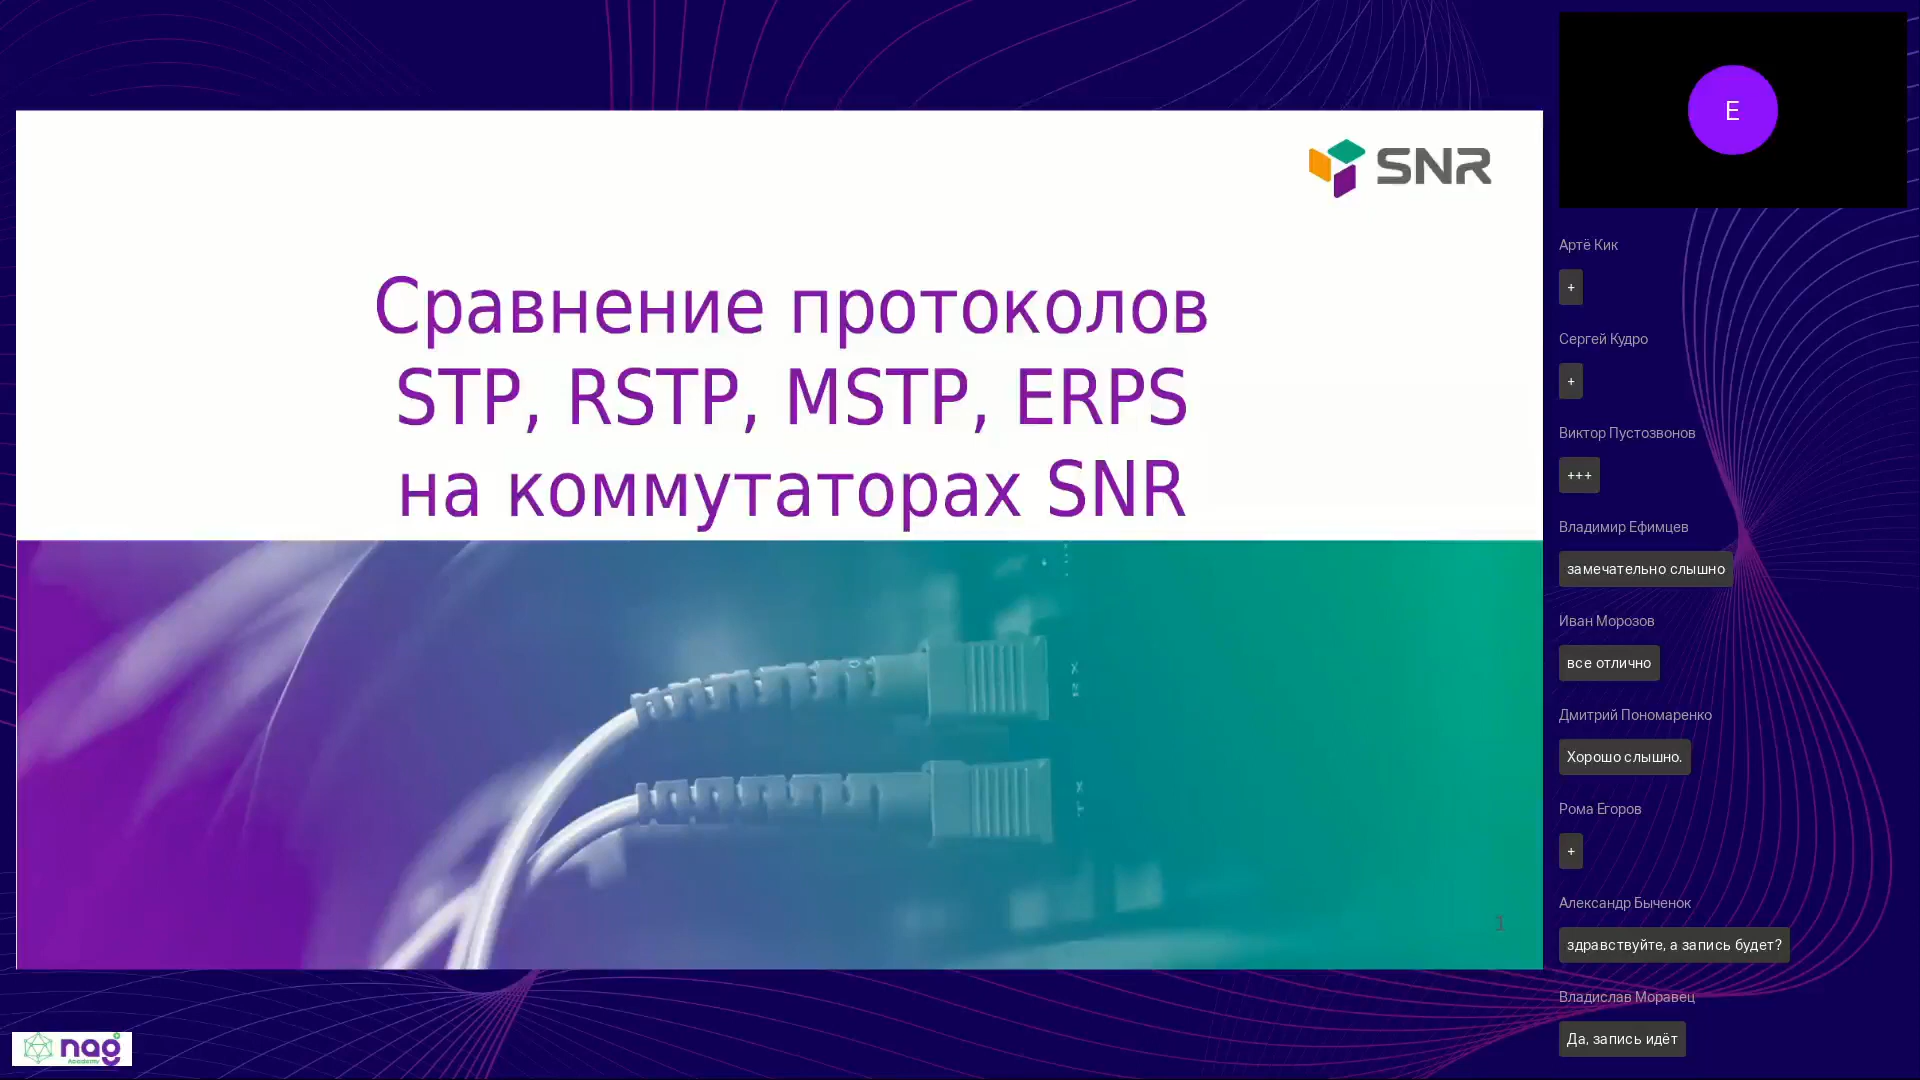 SNR
Сравнение протоколов
STP, RSTP, MSTP, ERPS
на коммутаторах SNR
1
nag
Academy
E
Артё Кик
+
Сергей Кудро
+
Виктор Пустозвонов
+++
Владимир Ефимцев
замечательно слышно
Иван Морозов
все отлично
Дмитрий Пономаренко
Хорошо слышно.
Рома Егоров
+
Александр Быченок
здравствуйте, а запись будет?
Владислав Моравец
Да, запись идёт